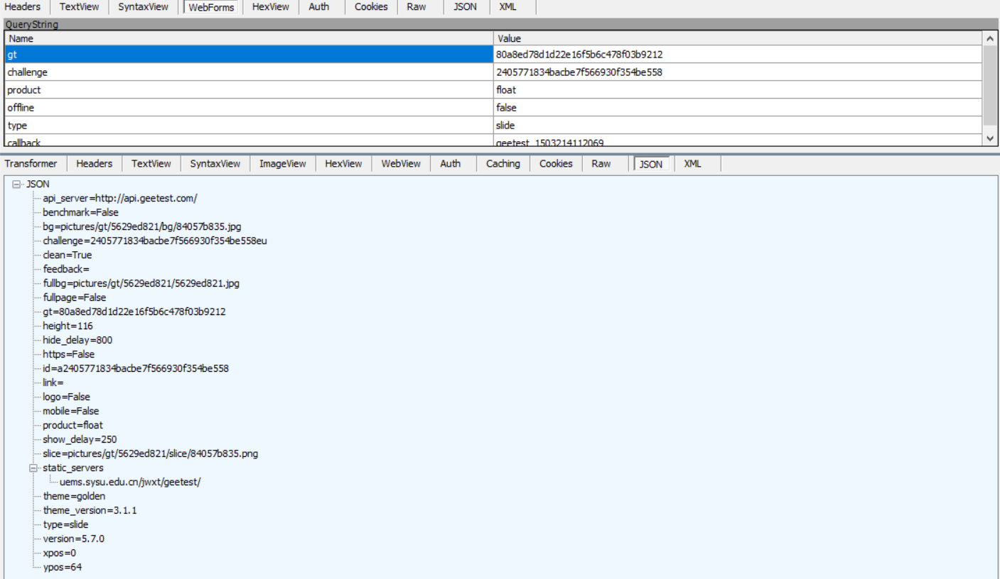 Headers TextView SyntaxView WebForms HexView Auth Cookies Raw JSON XML
QueryString
Name Value
gt 80a8ed78d1d22e16f5b6c478f03b9212
challenge 2405771834bacbe7f566930f354be558
product float
offline false
type slide
callback geetest_1503214112069
Transformer Headers TextView SyntaxView ImageView HexView WebView Auth Caching Cookies Raw JSON XML
JSON
api_server=http://api.geetest.com/
benchmark=False
bg=pictures/gt/5629ed821/bg/84057b835.jpg
challenge=2405771834bacbe7f566930f354be558eu
clean=True
feedback=
fullbg=pictures/gt/5629ed821/5629ed821.jpg
fullpage=False
gt=80a8ed78d1d22e16f5b6c478f03b9212
height=116
hide_delay=800
https=False
id=a2405771834bacbe7f566930f354be558
link=
logo=False
mobile=False
product=float
show_delay=250
slice=pictures/gt/5629ed821/slice/84057b835.png
static_servers
uems.sysu.edu.cn/jwxt/geetest/
theme=golden
theme_version=3.1.1
type=slide
version=5.7.0
xpos=0
ypos=64